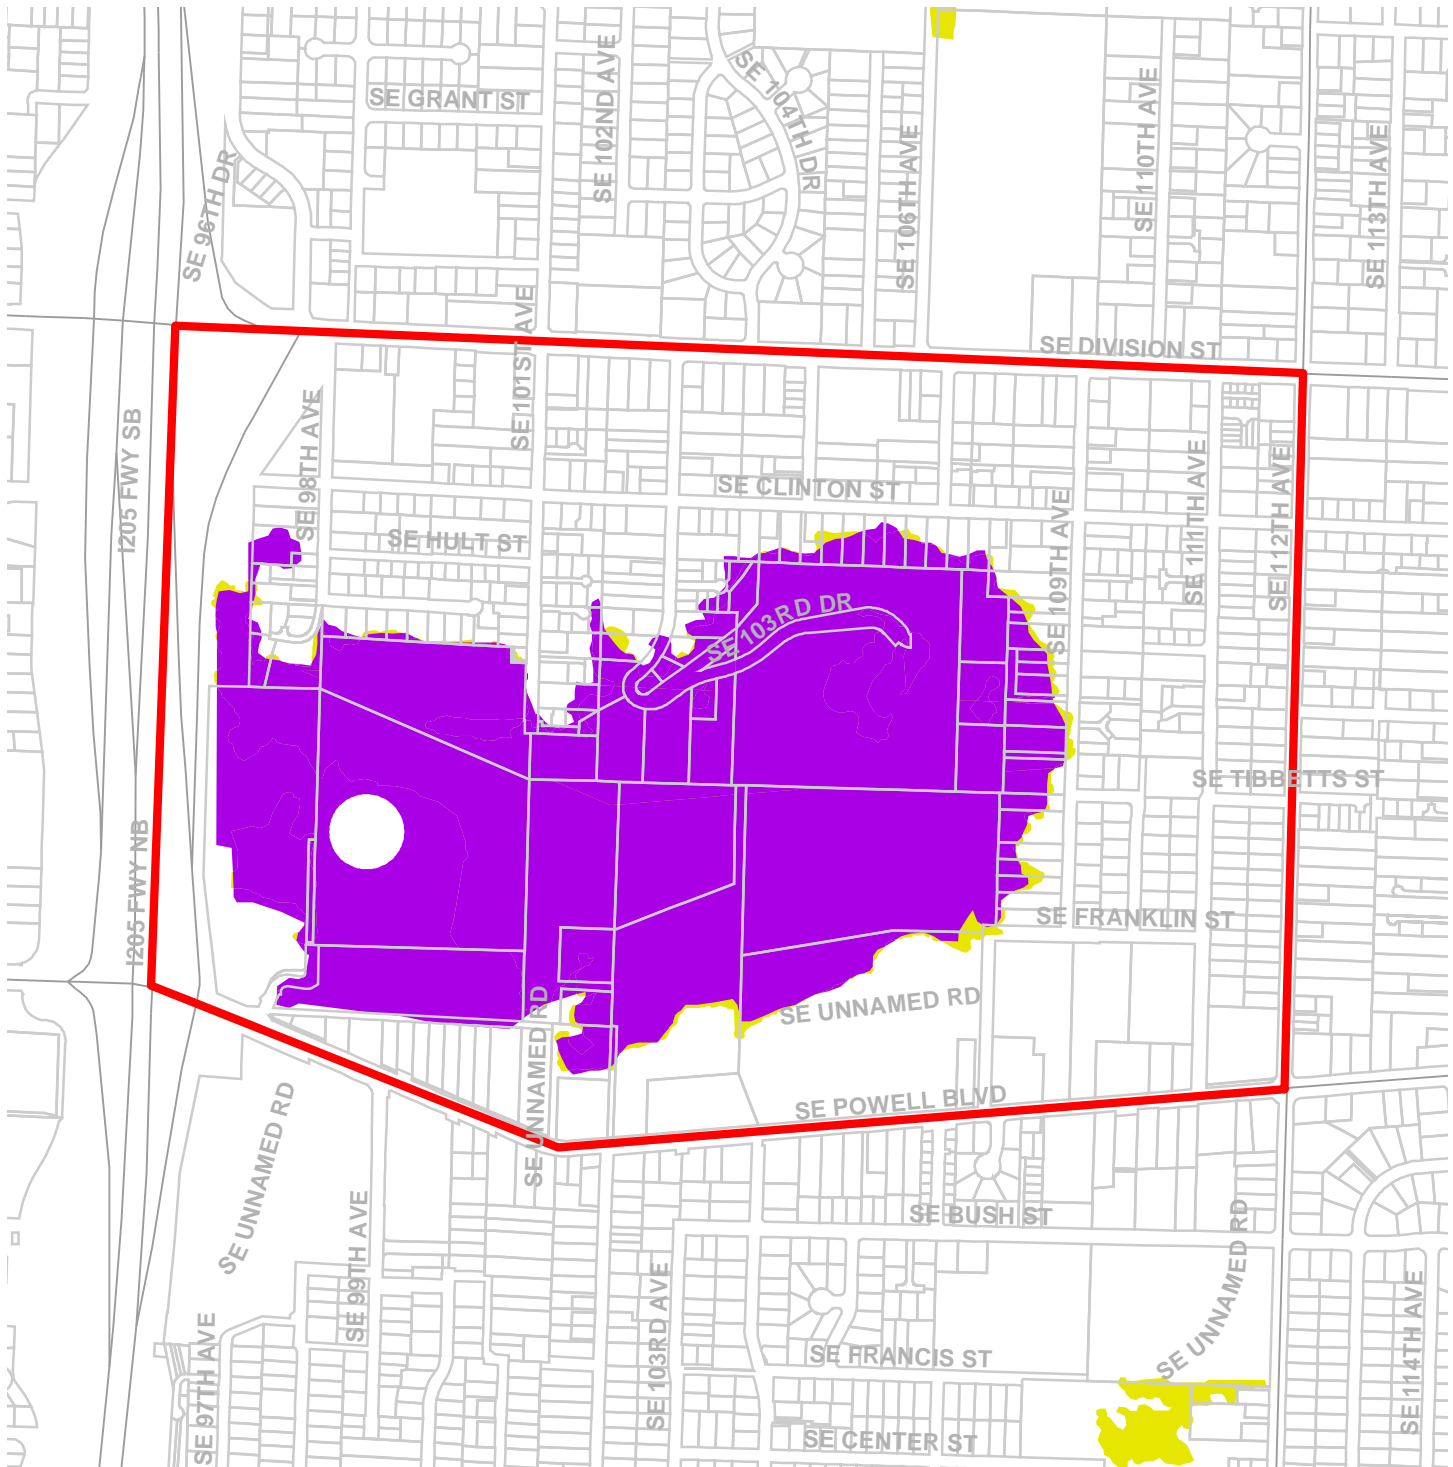 SE GRANT ST
SE 102ND AVE
SE 104TH DR
SE 106TH AVE
SE 110TH AVE
SE 113TH AVE
SE 96TH DR
SE 101ST AVE
SE DIVISION ST
I205 FWY SB
SE 98TH AVE
SE HULT ST
SE CLINTON ST
SE 109TH AVE
SE 111TH AVE
SE 112TH AVE
SE 103RD DR
SE TIBBETTS ST
I205 FWY NB
SE FRANKLIN ST
SE UNNAMED RD
SE UNNAMED RD
SE POWELL BLVD
SE UNNAMED RD
SE 99TH AVE
SE BUSH ST
SE UNNAMED RD
SE 97TH AVE
SE 103RD AVE
SE FRANCIS ST
SE 114TH AVE
SE CENTER ST